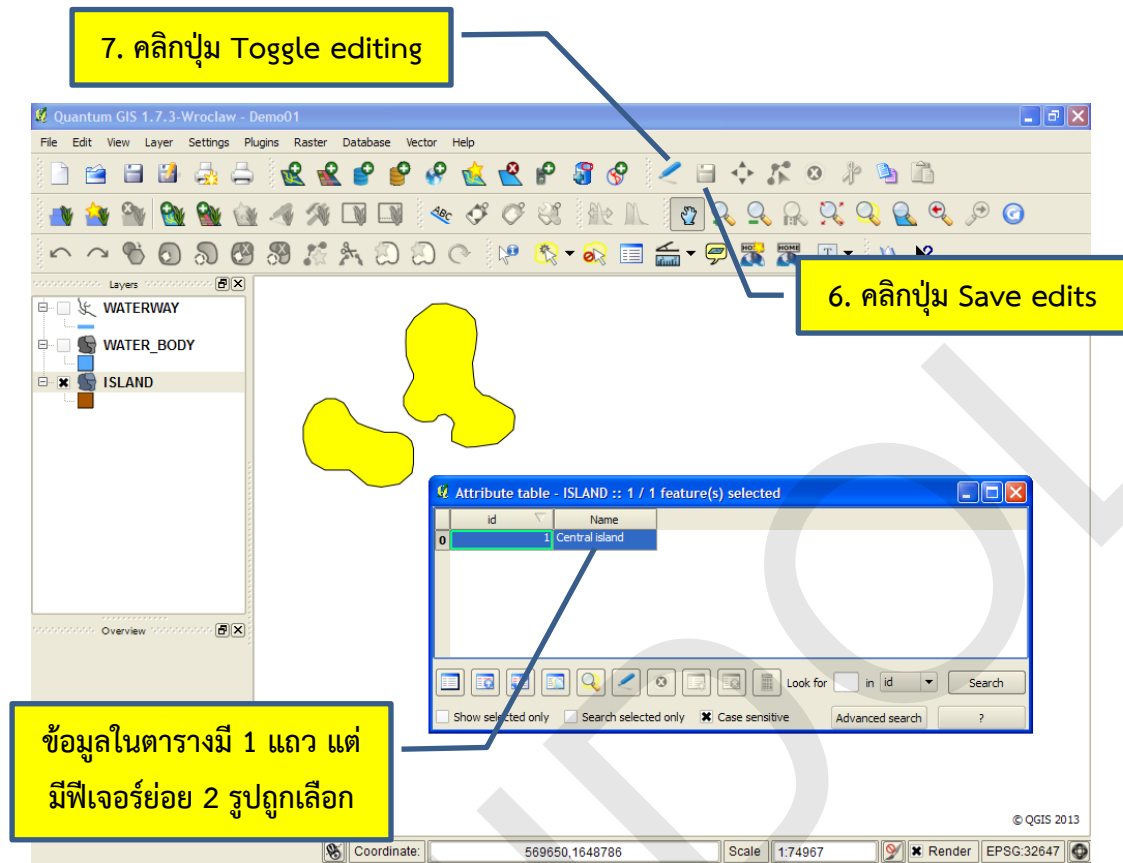 7. คลิกปุ่ม Toggle editing
Quantum GIS 1.7.3-Wroclaw - Demo01
File Edit View Layer Settings Plugins Raster Database Vector Help
ABC
HOME
T
6. คลิกปุ่ม Save edits
Layers
WATERWAY
WATER_BODY
ISLAND
Attribute table - ISLAND :: 1 / 1 feature(s) selected
id Name
0 1 Central island
Overview
Look for in id Search
Show selected only Search selected only Case sensitive Advanced search ?
ข้อมูลในตารางมี 1 แถว แต่
มีฟีเจอร์ย่อย 2 รูปถูกเลือก
© QGIS 2013
Coordinate: 569650,1648786 Scale 1:74967 Render EPSG:32647